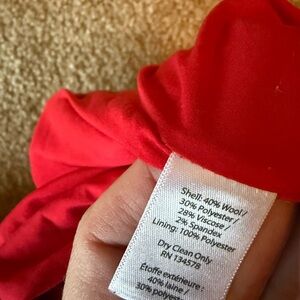 Shell: 40% Wool /
30% Polyester /
28% Viscose /
2% Spandex
Lining: 100% Polyester
Dry Clean Only
RN 134578
Étoffe extérieure :
40% laine /
30% polyester /